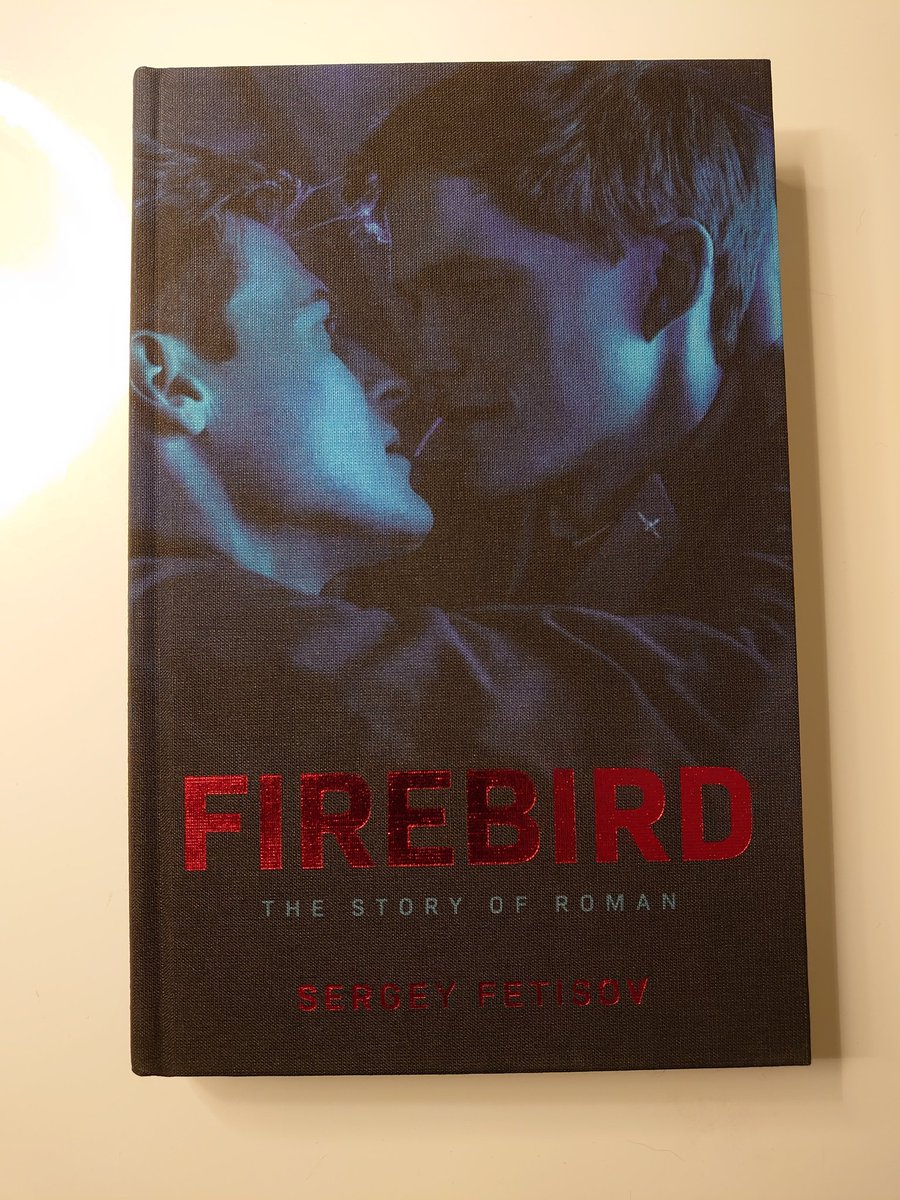 FIREBIRD
THE STORY OF ROMAN
SERGEY FETISOV